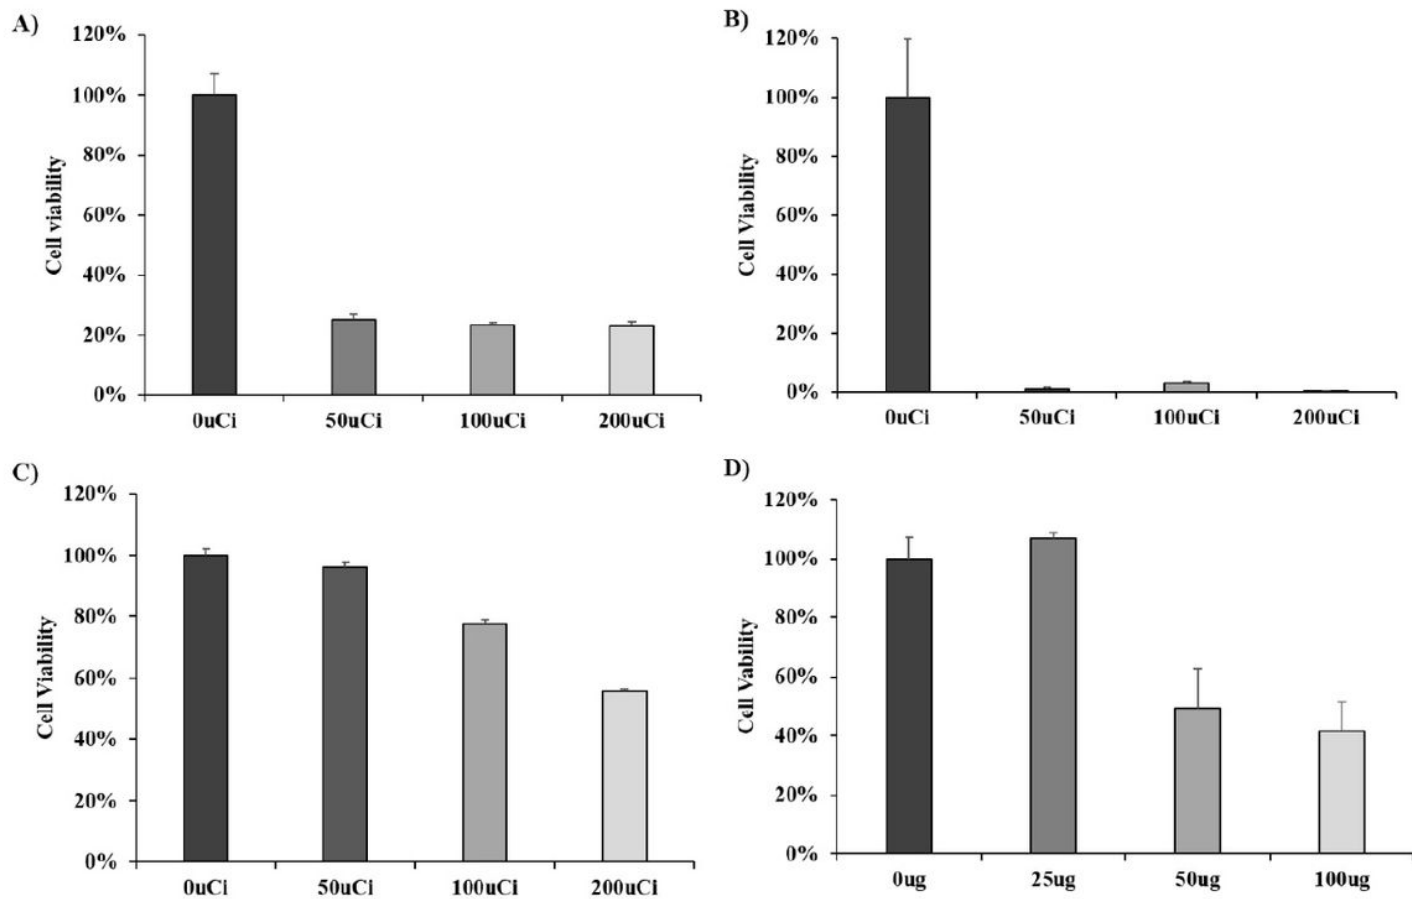 A)
120%
100%
80%
60%
40%
20%
0%
Cell viability
0uCi
50uCi
100uCi
200uCi
B)
120%
100%
80%
60%
40%
20%
0%
Cell Viability
0uCi
50uCi
100uCi
200uCi
C)
120%
100%
80%
60%
40%
20%
0%
Cell Viability
0uCi
50uCi
100uCi
200uCi
D)
120%
100%
80%
60%
40%
20%
0%
Cell Vability
0ug
25ug
50ug
100ug